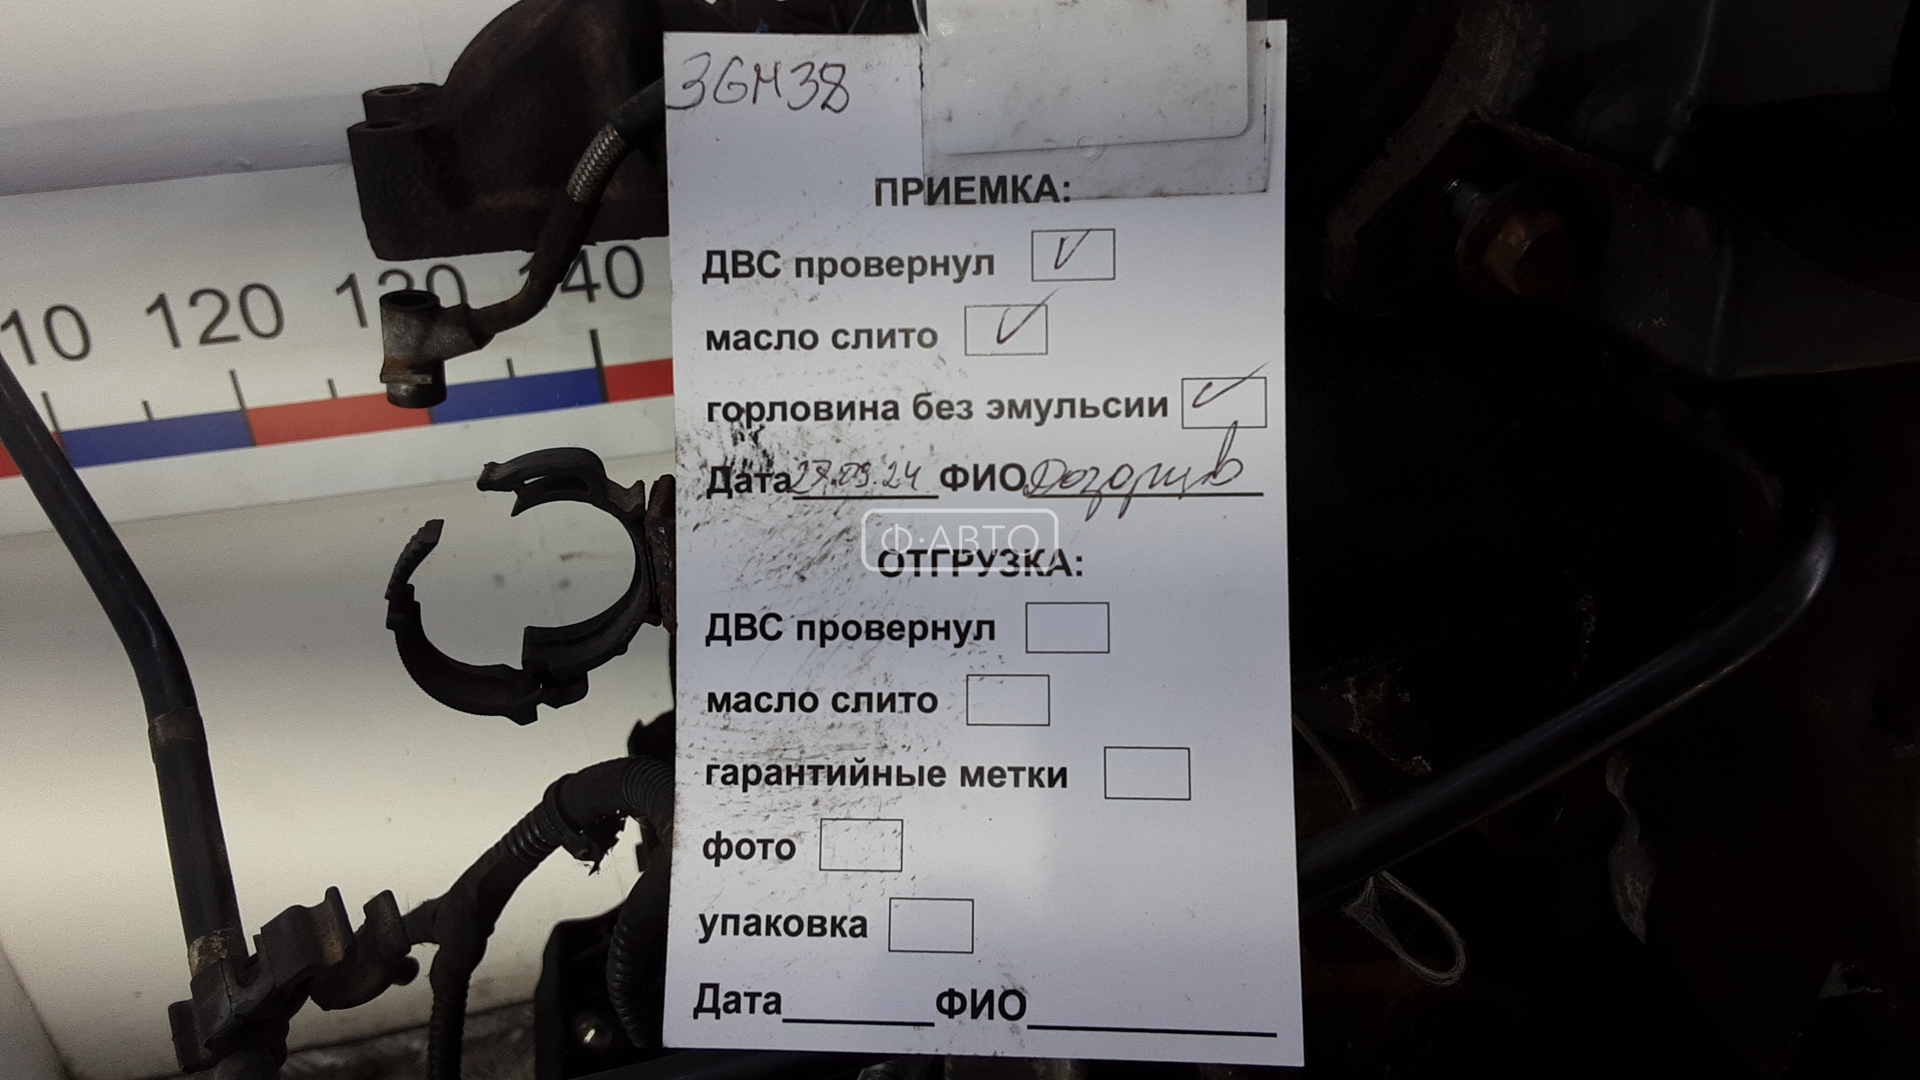 3GM38
ПРИЕМКА:
ДВС провернул
масло слито
горловина без эмульсии
Дата 27.09.24 ФИО
Ф·АВТО
ОТГРУЗКА:
ДВС провернул
масло слито
гарантийные метки
фото
упаковка
Дата ФИО
10 120 130 140